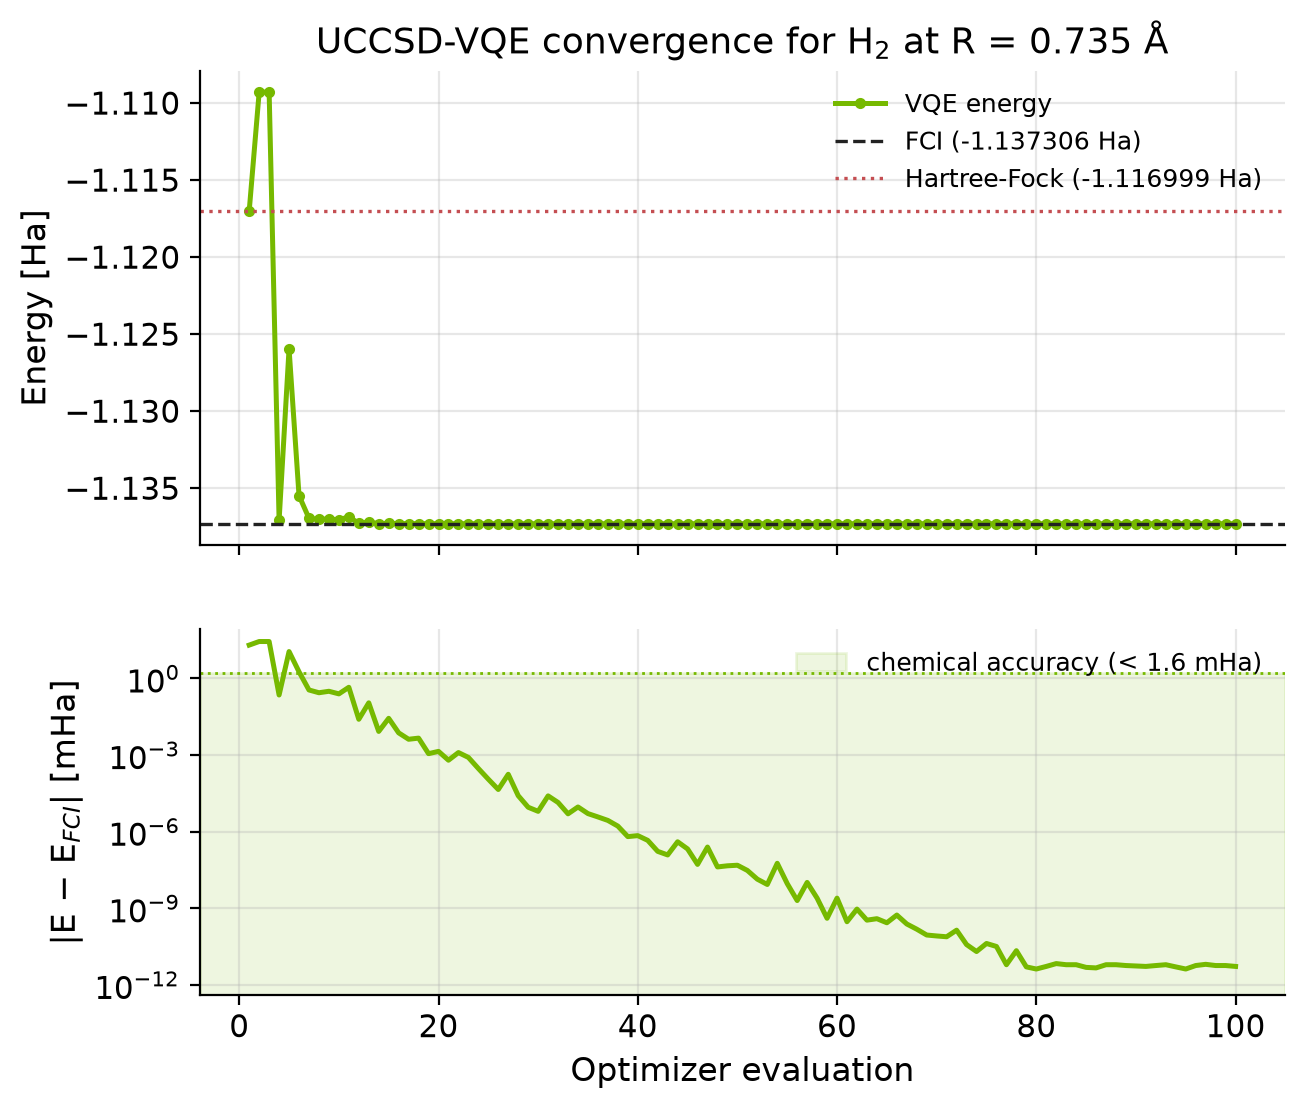 UCCSD-VQE convergence for H₂ at R = 0.735 Å
Energy [Ha]
−1.110
−1.115
−1.120
−1.125
−1.130
−1.135
VQE energy
FCI (-1.137306 Ha)
Hartree-Fock (-1.116999 Ha)
|E − E_FCI| [mHa]
10⁰
10⁻³
10⁻⁶
10⁻⁹
10⁻¹²
chemical accuracy (< 1.6 mHa)
0 20 40 60 80 100
Optimizer evaluation